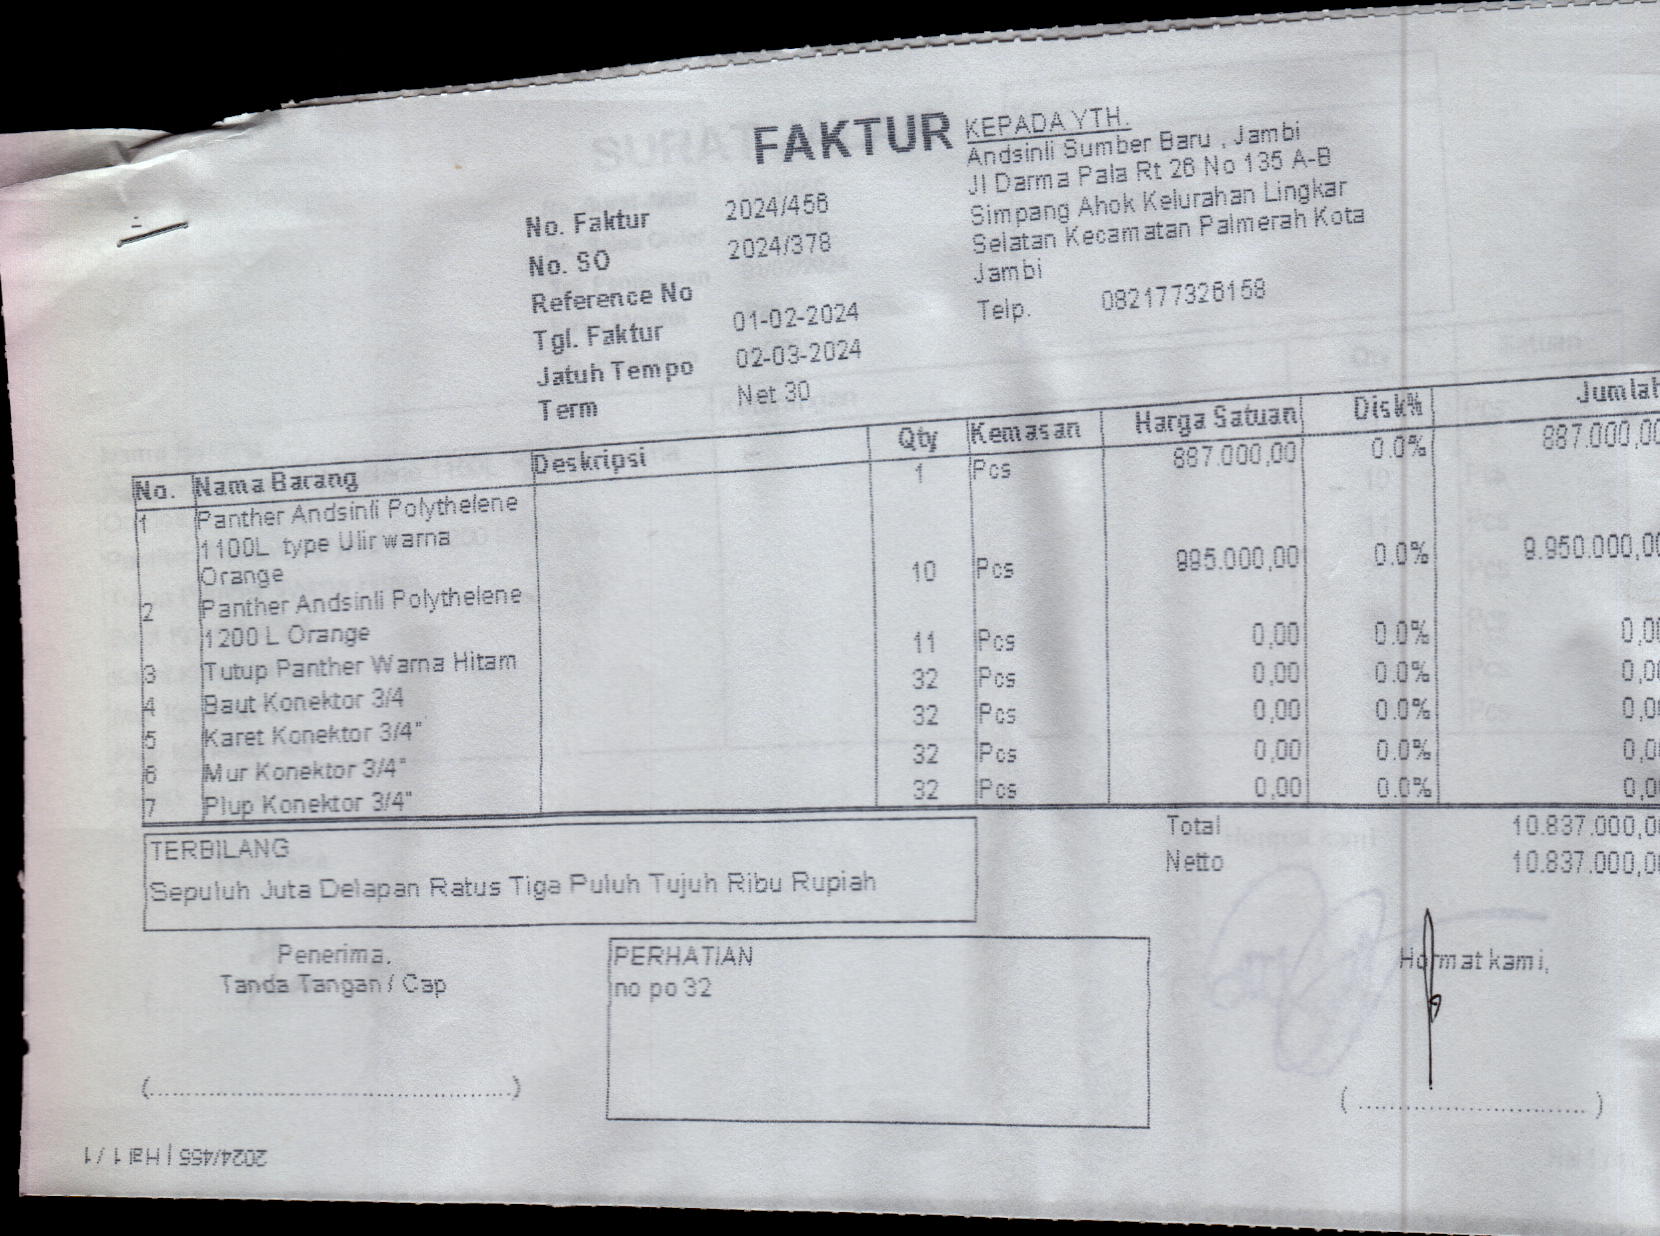 FAKTUR
KEPADA YTH.
Andsinli Sumber Baru , Jambi
Jl Darma Pala Rt 26 No 135 A-B
Simpang Ahok Kelurahan Lingkar
Selatan Kecamatan Palmerah Kota
Jambi
Telp. 082177326158
No. Faktur 2024/456
No. SO 2024/378
Reference No
Tgl. Faktur 01-02-2024
Jatuh Tempo 02-03-2024
Term Net 30
No. Nama Barang Deskripsi Qty Kemasan Harga Satuan Disk% Jumlah
1 Panther Andsinli Polythelene 1 Pcs 887.000,00 0.0% 887.000,00
1100L type Ulir warna
Orange
2 Panther Andsinli Polythelene 10 Pcs 995.000,00 0.0% 9.950.000,00
1200 L Orange
3 Tutup Panther Warna Hitam 11 Pcs 0,00 0.0% 0,00
4 Baut Konektor 3/4 32 Pcs 0,00 0.0% 0,00
5 Karet Konektor 3/4" 32 Pcs 0,00 0.0% 0,00
6 Mur Konektor 3/4" 32 Pcs 0,00 0.0% 0,00
7 Plup Konektor 3/4" 32 Pcs 0,00 0.0% 0,00
Total 10.837.000,00
Netto 10.837.000,00
TERBILANG
Sepuluh Juta Delapan Ratus Tiga Puluh Tujuh Ribu Rupiah
Penerima,
Tanda Tangan / Cap
(..................................................)
PERHATIAN
no po 32
Hormat kami,
( ............................... )
2024/455 | Hal 1 / 1